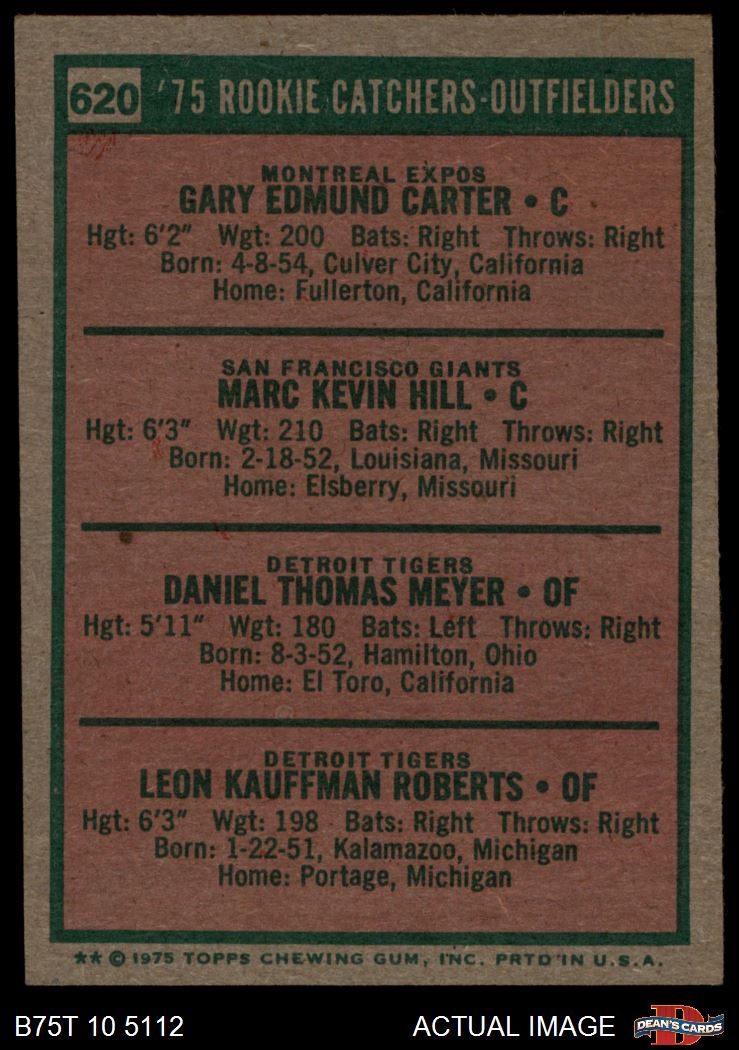 620 '75 ROOKIE CATCHERS-OUTFIELDERS
MONTREAL EXPOS
GARY EDMUND CARTER • C
Hgt: 6'2" Wgt: 200 Bats: Right Throws: Right
Born: 4-8-54, Culver City, California
Home: Fullerton, California
SAN FRANCISCO GIANTS
MARC KEVIN HILL • C
Hgt: 6'3" Wgt: 210 Bats: Right Throws: Right
Born: 2-18-52, Louisiana, Missouri
Home: Elsberry, Missouri
DETROIT TIGERS
DANIEL THOMAS MEYER • OF
Hgt: 5'11" Wgt: 180 Bats: Left Throws: Right
Born: 8-3-52, Hamilton, Ohio
Home: El Toro, California
DETROIT TIGERS
LEON KAUFFMAN ROBERTS • OF
Hgt: 6'3" Wgt: 198 Bats: Right Throws: Right
Born: 1-22-51, Kalamazoo, Michigan
Home: Portage, Michigan
** © 1975 TOPPS CHEWING GUM, INC. PRTD IN U.S.A.
B75T 10 5112 ACTUAL IMAGE D DEAN'S CARDS